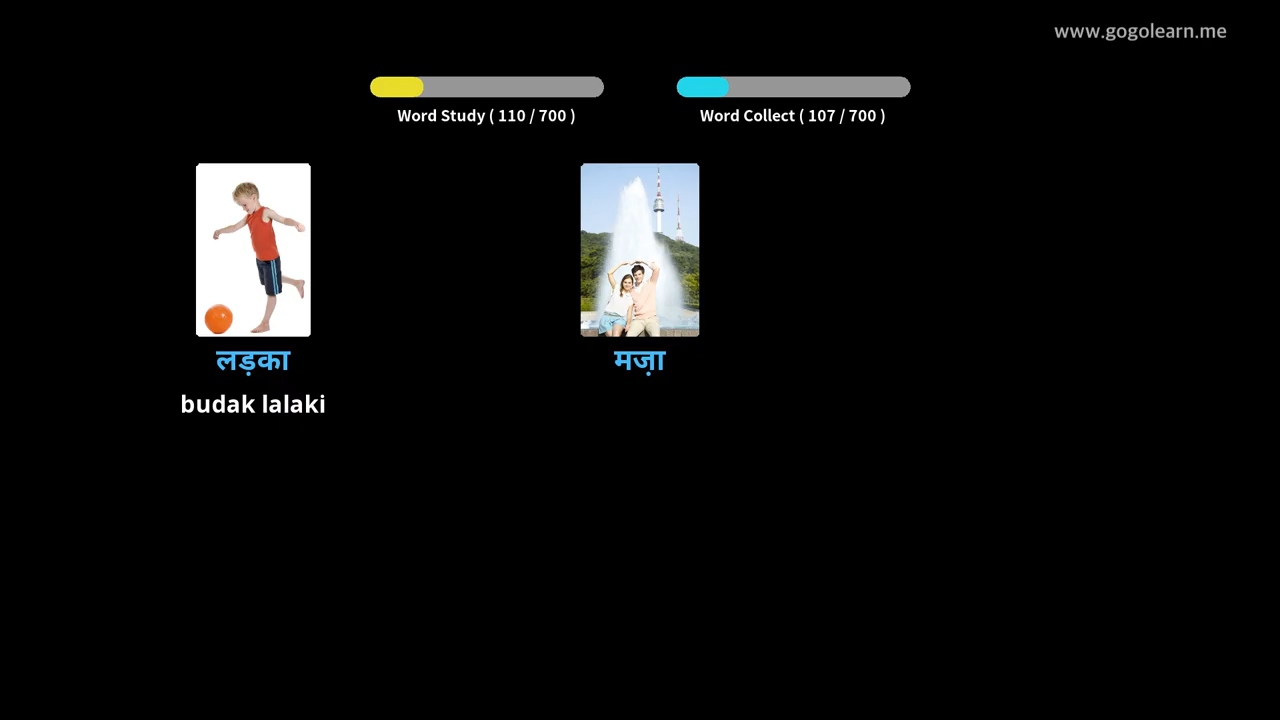 www.gogolearn.me
Word Study ( 110 / 700 )
Word Collect ( 107 / 700 )
लड़का
मज़ा
budak lalaki